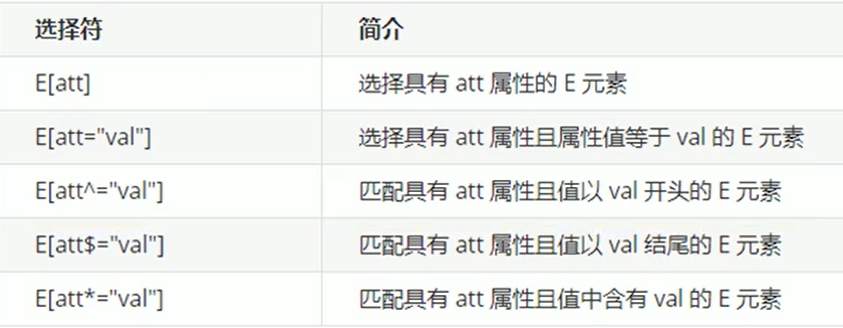 选择符 简介
E[att] 选择具有 att 属性的 E 元素
E[att="val"] 选择具有 att 属性且属性值等于 val 的 E 元素
E[att^="val"] 匹配具有 att 属性且值以 val 开头的 E 元素
E[att$="val"] 匹配具有 att 属性且值以 val 结尾的 E 元素
E[att*="val"] 匹配具有 att 属性且值中含有 val 的 E 元素